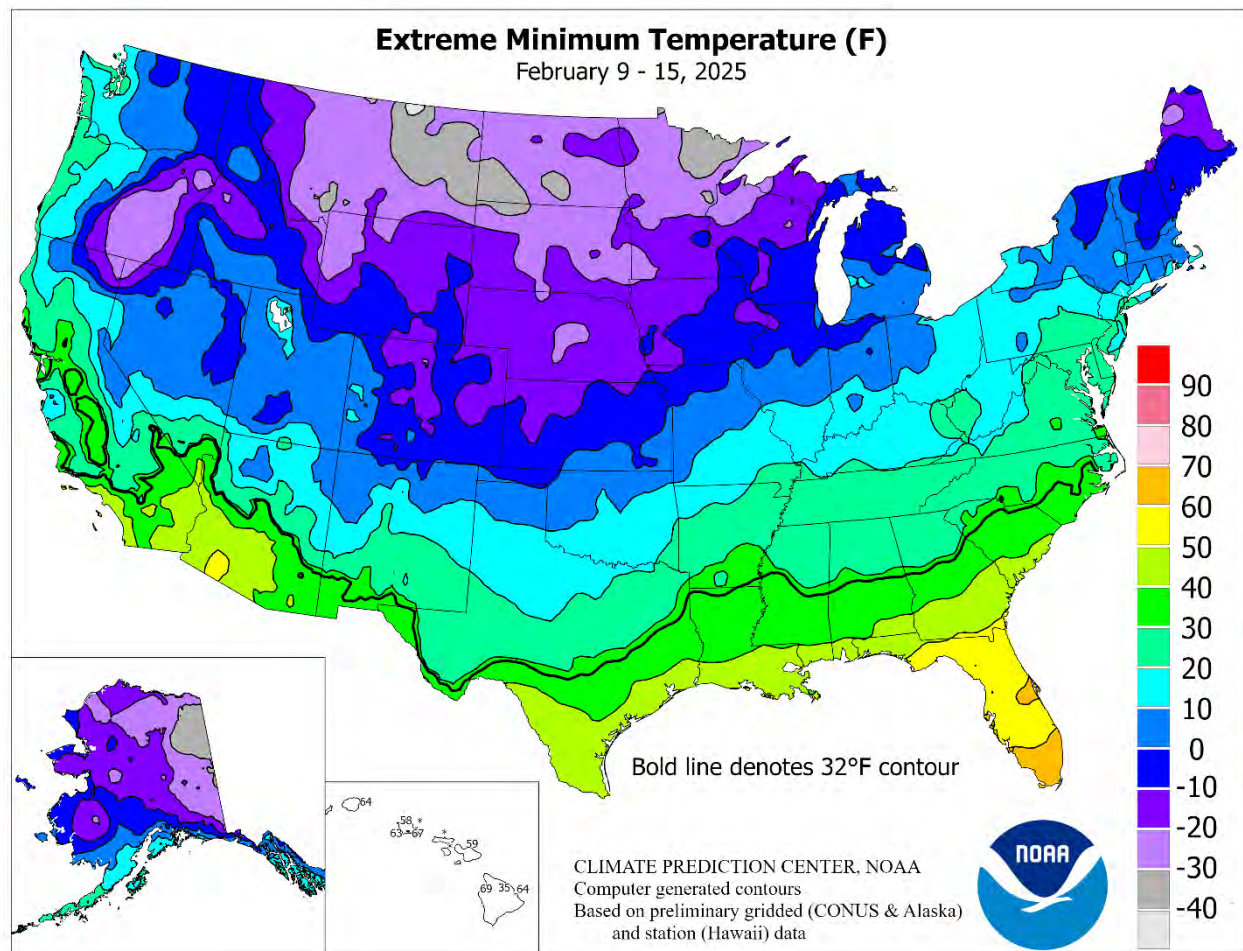 Extreme Minimum Temperature (F)
February 9 - 15, 2025
90
80
70
60
50
40
30
20
10
0
-10
-20
-30
-40
Bold line denotes 32°F contour
64
58 *
63 67 *
59
69 35 64
CLIMATE PREDICTION CENTER, NOAA
Computer generated contours
Based on preliminary gridded (CONUS & Alaska)
and station (Hawaii) data
NOAA